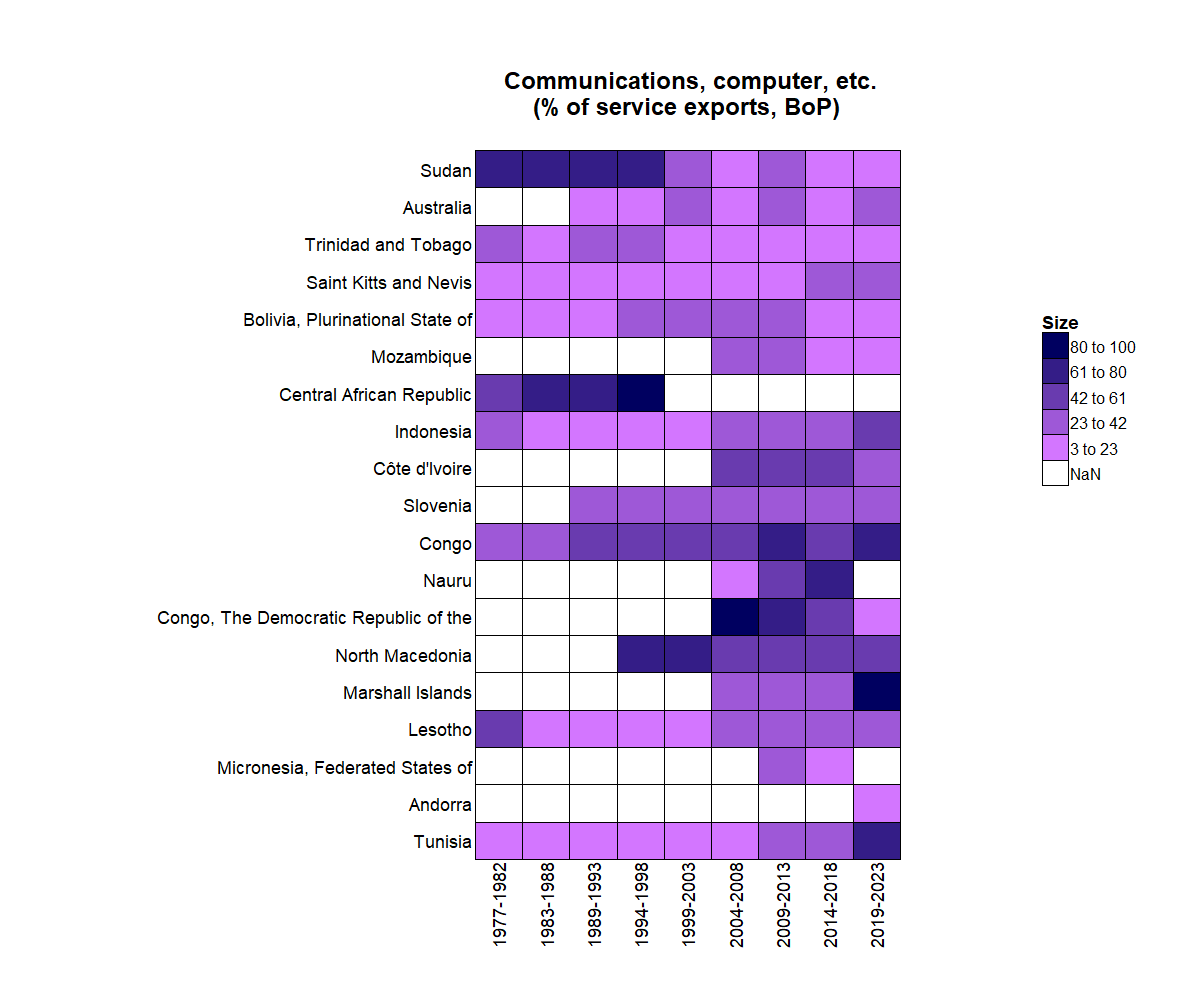 Communications, computer, etc.
(% of service exports, BoP)
Sudan
Australia
Trinidad and Tobago
Saint Kitts and Nevis
Bolivia, Plurinational State of
Mozambique
Central African Republic
Indonesia
Côte d'Ivoire
Slovenia
Congo
Nauru
Congo, The Democratic Republic of the
North Macedonia
Marshall Islands
Lesotho
Micronesia, Federated States of
Andorra
Tunisia
1977-1982
1983-1988
1989-1993
1994-1998
1999-2003
2004-2008
2009-2013
2014-2018
2019-2023
Size
80 to 100
61 to 80
42 to 61
23 to 42
3 to 23
NaN